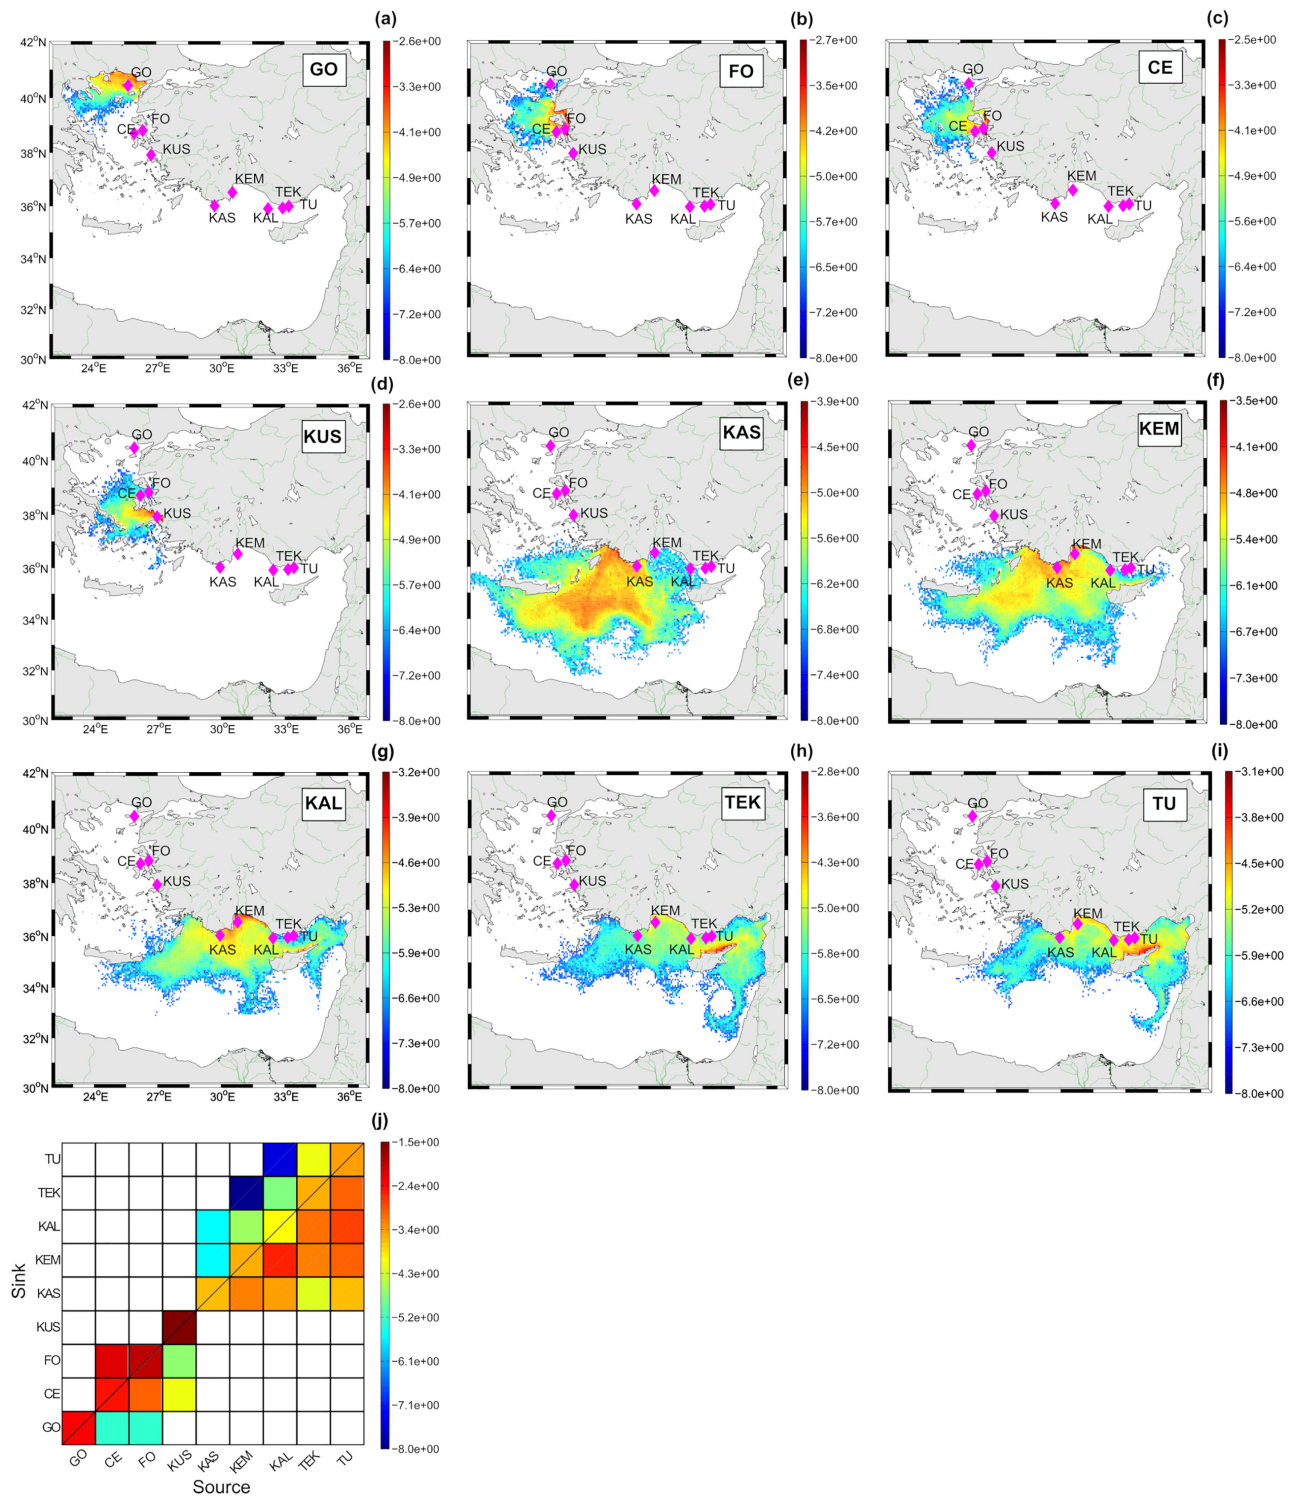 (a)
42°N
40°N
38°N
36°N
34°N
32°N
30°N
24°E 27°E 30°E 33°E 36°E
GO
GO
FO
CE
KUS
KEM
TEK
KAS KAL TU
−2.6e+00
−3.3e+00
−4.1e+00
−4.9e+00
−5.7e+00
−6.4e+00
−7.2e+00
−8.0e+00
(b)
FO
GO
FO
CE
KUS
KEM
TEK
KAS KAL TU
−2.7e+00
−3.5e+00
−4.2e+00
−5.0e+00
−5.7e+00
−6.5e+00
−7.2e+00
−8.0e+00
(c)
CE
GO
FO
CE
KUS
KEM
TEK
KAS KAL TU
−2.5e+00
−3.3e+00
−4.1e+00
−4.9e+00
−5.6e+00
−6.4e+00
−7.2e+00
−8.0e+00
(d)
42°N
40°N
38°N
36°N
34°N
32°N
30°N
24°E 27°E 30°E 33°E 36°E
KUS
GO
FO
CE
KUS
KEM
TEK
KAS KAL TU
−2.6e+00
−3.3e+00
−4.1e+00
−4.9e+00
−5.7e+00
−6.4e+00
−7.2e+00
−8.0e+00
(e)
KAS
GO
FO
CE
KUS
KEM
TEK
KAS KAL TU
−3.9e+00
−4.5e+00
−5.0e+00
−5.6e+00
−6.2e+00
−6.8e+00
−7.4e+00
−8.0e+00
(f)
KEM
GO
FO
CE
KUS
KEM
TEK
KAS KAL TU
−3.5e+00
−4.1e+00
−4.8e+00
−5.4e+00
−6.1e+00
−6.7e+00
−7.3e+00
−8.0e+00
(g)
42°N
40°N
38°N
36°N
34°N
32°N
30°N
24°E 27°E 30°E 33°E 36°E
KAL
GO
FO
CE
KUS
KEM
TEK
KAS KAL TU
−3.2e+00
−3.9e+00
−4.6e+00
−5.3e+00
−5.9e+00
−6.6e+00
−7.3e+00
−8.0e+00
(h)
TEK
GO
FO
CE
KUS
KEM
TEK
KAS KAL TU
−2.8e+00
−3.6e+00
−4.3e+00
−5.0e+00
−5.8e+00
−6.5e+00
−7.2e+00
−8.0e+00
(i)
TU
GO
FO
CE
KUS
KEM
TEK
KAS KAL TU
−3.1e+00
−3.8e+00
−4.5e+00
−5.2e+00
−5.9e+00
−6.6e+00
−7.3e+00
−8.0e+00
(j)
Sink
TU
TEK
KAL
KEM
KAS
KUS
FO
CE
GO
GO CE FO KUS KAS KEM KAL TEK TU
Source
−1.5e+00
−2.4e+00
−3.4e+00
−4.3e+00
−5.2e+00
−6.1e+00
−7.1e+00
−8.0e+00